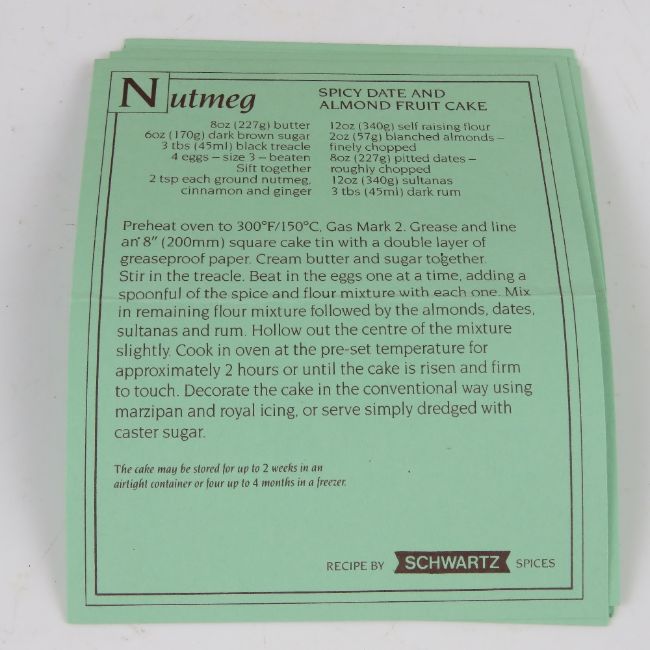 Nutmeg
SPICY DATE AND
ALMOND FRUIT CAKE
8oz (227g) butter
6oz (170g) dark brown sugar
3 tbs (45ml) black treacle
4 eggs – size 3 – beaten
Sift together
2 tsp each ground nutmeg,
cinnamon and ginger
12oz (340g) self raising flour
2oz (57g) blanched almonds –
finely chopped
8oz (227g) pitted dates –
roughly chopped
12oz (340g) sultanas
3 tbs (45ml) dark rum
Preheat oven to 300°F/150°C, Gas Mark 2. Grease and line
an 8" (200mm) square cake tin with a double layer of
greaseproof paper. Cream butter and sugar together.
Stir in the treacle. Beat in the eggs one at a time, adding a
spoonful of the spice and flour mixture with each one. Mix
in remaining flour mixture followed by the almonds, dates,
sultanas and rum. Hollow out the centre of the mixture
slightly. Cook in oven at the pre-set temperature for
approximately 2 hours or until the cake is risen and firm
to touch. Decorate the cake in the conventional way using
marzipan and royal icing, or serve simply dredged with
caster sugar.
The cake may be stored for up to 2 weeks in an
airtight container or four up to 4 months in a freezer.
RECIPE BY SCHWARTZ SPICES